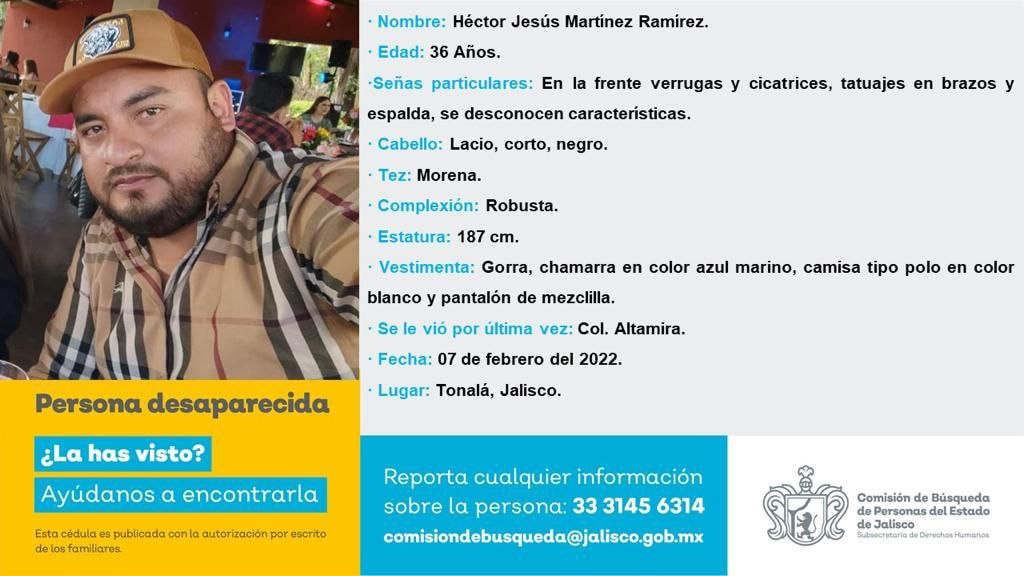 · Nombre: Héctor Jesús Martínez Ramírez.
· Edad: 36 Años.
·Señas particulares: En la frente verrugas y cicatrices, tatuajes en brazos y
espalda, se desconocen características.
· Cabello: Lacio, corto, negro.
· Tez: Morena.
· Complexión: Robusta.
· Estatura: 187 cm.
· Vestimenta: Gorra, chamarra en color azul marino, camisa tipo polo en color
blanco y pantalón de mezclilla.
· Se le vió por última vez: Col. Altamira.
· Fecha: 07 de febrero del 2022.
· Lugar: Tonalá, Jalisco.
Persona desaparecida
¿La has visto?
Ayúdanos a encontrarla
Esta cédula es publicada con la autorización por escrito
de los familiares.
Reporta cualquier información
sobre la persona: 33 3145 6314
comisiondebusqueda@jalisco.gob.mx
Comisión de Búsqueda
de Personas del Estado
de Jalisco
Subsecretaría de Derechos Humanos